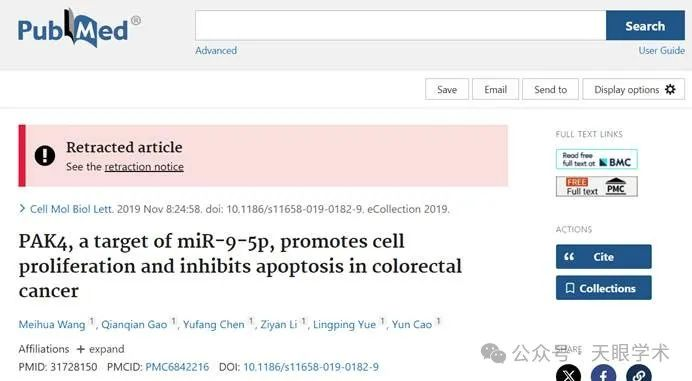 PubMed®
Search
Advanced
User Guide
Save
Email
Send to
Display options
Retracted article
See the retraction notice
FULL TEXT LINKS
Read free
full text at BMC
FREE
Full text PMC
Cell Mol Biol Lett. 2019 Nov 8:24:58. doi: 10.1186/s11658-019-0182-9. eCollection 2019.
PAK4, a target of miR-9-5p, promotes cell
proliferation and inhibits apoptosis in colorectal
cancer
ACTIONS
Cite
Collections
Meihua Wang 1, Qianqian Gao 1, Yufang Chen 1, Ziyan Li 1, Lingping Yue 1, Yun Cao 1
Affiliations + expand
PMID: 31728150 PMCID: PMC6842216 DOI: 10.1186/s11658-019-0182-9
SHARE
公众号 · 天眼学术